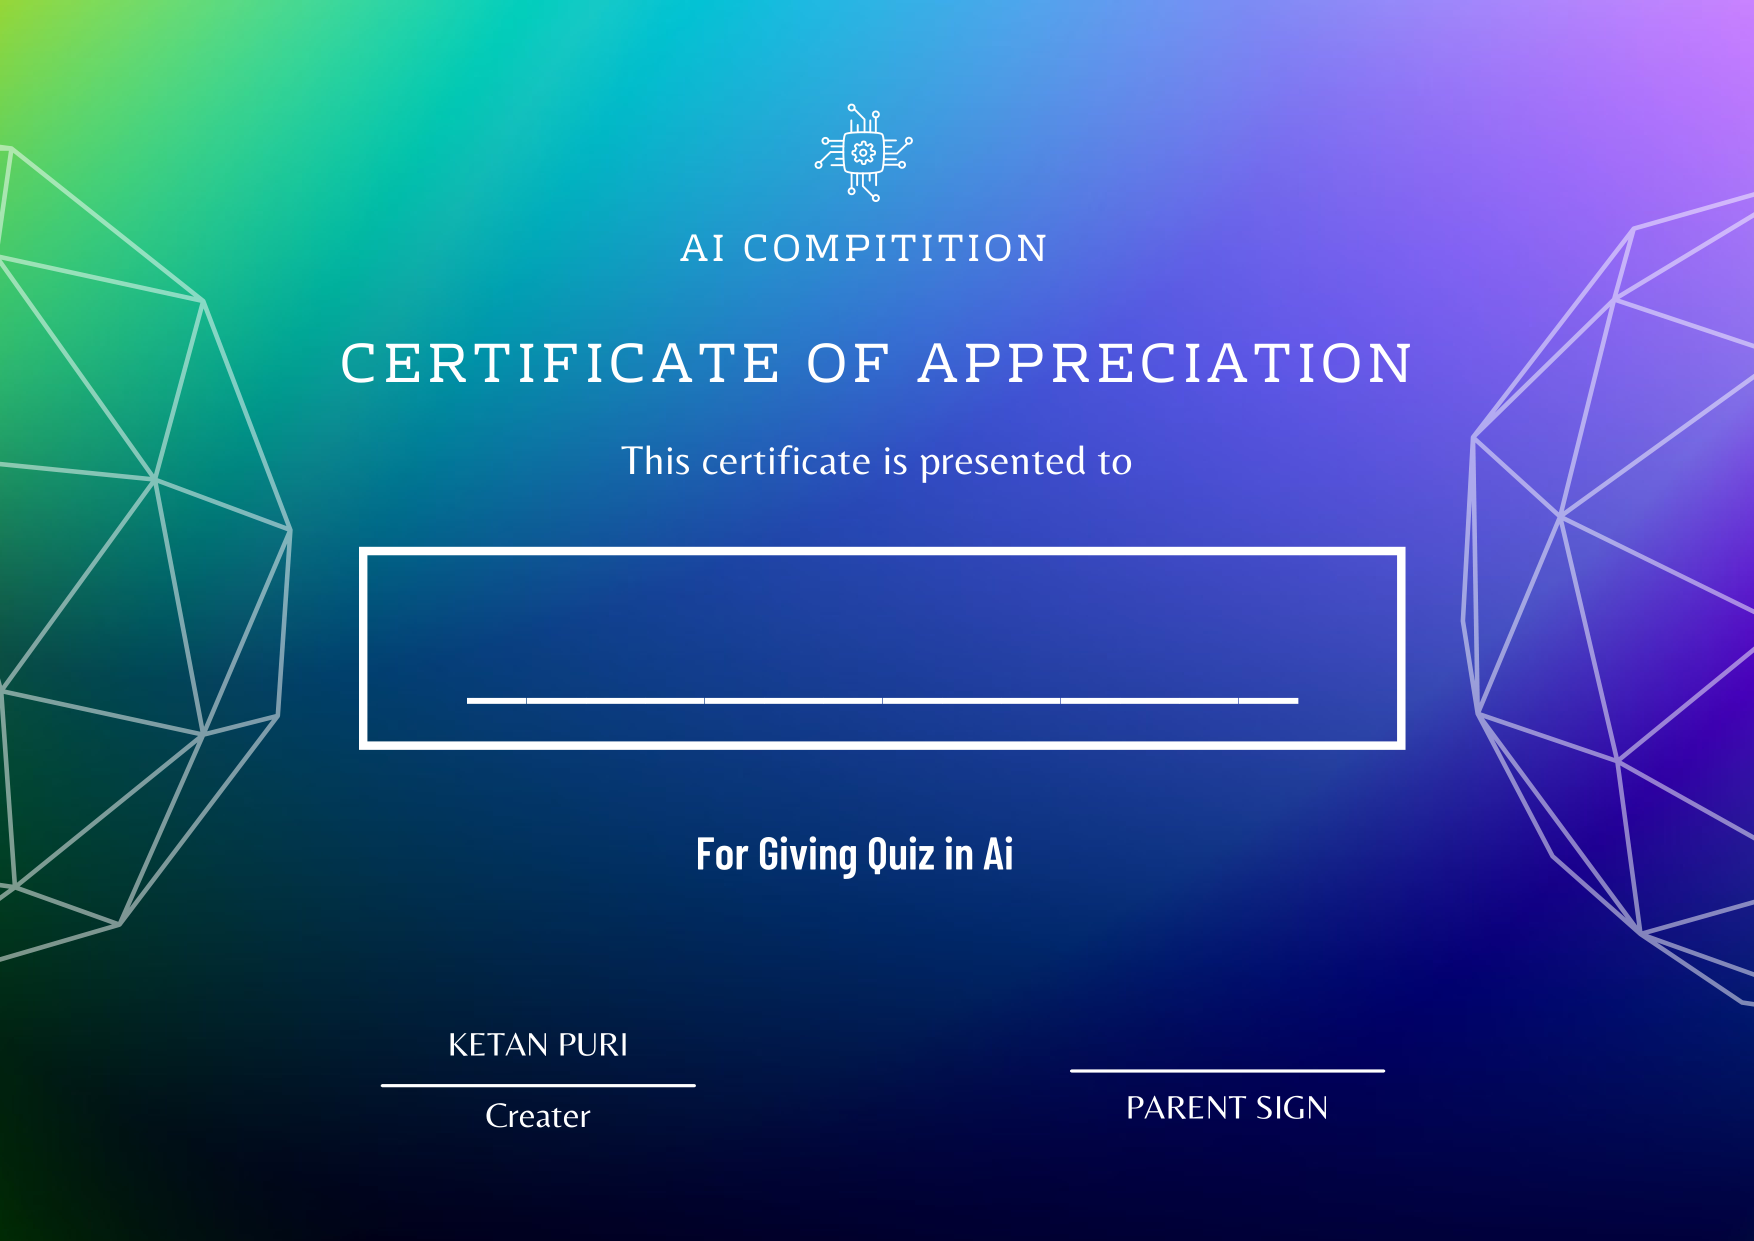 AI COMPITITION
CERTIFICATE OF APPRECIATION
This certificate is presented to
For Giving Quiz in Ai
KETAN PURI
Creater
PARENT SIGN